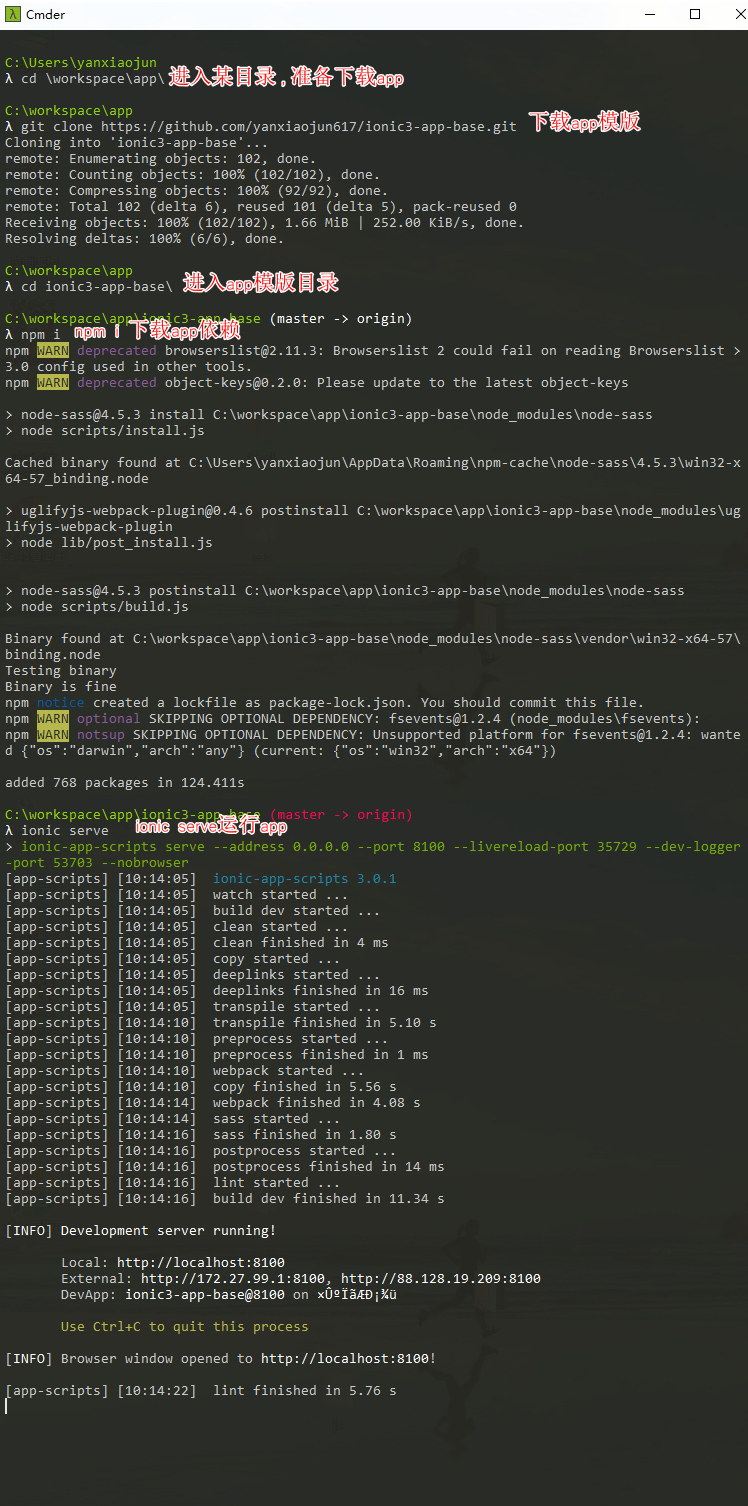 λ Cmder
C:\Users\yanxiaojun
λ cd \workspace\app\ 进入某目录,准备下载app
C:\workspace\app
λ git clone https://github.com/yanxiaojun617/ionic3-app-base.git 下载app模版
Cloning into 'ionic3-app-base'...
remote: Enumerating objects: 102, done.
remote: Counting objects: 100% (102/102), done.
remote: Compressing objects: 100% (92/92), done.
remote: Total 102 (delta 6), reused 101 (delta 5), pack-reused 0
Receiving objects: 100% (102/102), 1.66 MiB | 252.00 KiB/s, done.
Resolving deltas: 100% (6/6), done.
C:\workspace\app
λ cd ionic3-app-base\ 进入app模版目录
C:\workspace\app\ionic3-app-base (master -> origin)
λ npm i npm i 下载app依赖
npm WARN deprecated browserslist@2.11.3: Browserslist 2 could fail on reading Browserslist >
3.0 config used in other tools.
npm WARN deprecated object-keys@0.2.0: Please update to the latest object-keys
> node-sass@4.5.3 install C:\workspace\app\ionic3-app-base\node_modules\node-sass
> node scripts/install.js
Cached binary found at C:\Users\yanxiaojun\AppData\Roaming\npm-cache\node-sass\4.5.3\win32-x
64-57_binding.node
> uglifyjs-webpack-plugin@0.4.6 postinstall C:\workspace\app\ionic3-app-base\node_modules\ug
lifyjs-webpack-plugin
> node lib/post_install.js
> node-sass@4.5.3 postinstall C:\workspace\app\ionic3-app-base\node_modules\node-sass
> node scripts/build.js
Binary found at C:\workspace\app\ionic3-app-base\node_modules\node-sass\vendor\win32-x64-57\
binding.node
Testing binary
Binary is fine
npm notice created a lockfile as package-lock.json. You should commit this file.
npm WARN optional SKIPPING OPTIONAL DEPENDENCY: fsevents@1.2.4 (node_modules\fsevents):
npm WARN notsup SKIPPING OPTIONAL DEPENDENCY: Unsupported platform for fsevents@1.2.4: wante
d {"os":"darwin","arch":"any"} (current: {"os":"win32","arch":"x64"})
added 768 packages in 124.411s
C:\workspace\app\ionic3-app-base (master -> origin)
λ ionic serve ionic serve运行app
> ionic-app-scripts serve --address 0.0.0.0 --port 8100 --livereload-port 35729 --dev-logger
-port 53703 --nobrowser
[app-scripts] [10:14:05] ionic-app-scripts 3.0.1
[app-scripts] [10:14:05] watch started ...
[app-scripts] [10:14:05] build dev started ...
[app-scripts] [10:14:05] clean started ...
[app-scripts] [10:14:05] clean finished in 4 ms
[app-scripts] [10:14:05] copy started ...
[app-scripts] [10:14:05] deeplinks started ...
[app-scripts] [10:14:05] deeplinks finished in 16 ms
[app-scripts] [10:14:05] transpile started ...
[app-scripts] [10:14:10] transpile finished in 5.10 s
[app-scripts] [10:14:10] preprocess started ...
[app-scripts] [10:14:10] preprocess finished in 1 ms
[app-scripts] [10:14:10] webpack started ...
[app-scripts] [10:14:10] copy finished in 5.56 s
[app-scripts] [10:14:14] webpack finished in 4.08 s
[app-scripts] [10:14:14] sass started ...
[app-scripts] [10:14:16] sass finished in 1.80 s
[app-scripts] [10:14:16] postprocess started ...
[app-scripts] [10:14:16] postprocess finished in 14 ms
[app-scripts] [10:14:16] lint started ...
[app-scripts] [10:14:16] build dev finished in 11.34 s
[INFO] Development server running!
Local: http://localhost:8100
External: http://172.27.99.1:8100, http://88.128.19.209:8100
DevApp: ionic3-app-base@8100 on ×ÛºÏãÆÐ¡¾ü
Use Ctrl+C to quit this process
[INFO] Browser window opened to http://localhost:8100!
[app-scripts] [10:14:22] lint finished in 5.76 s